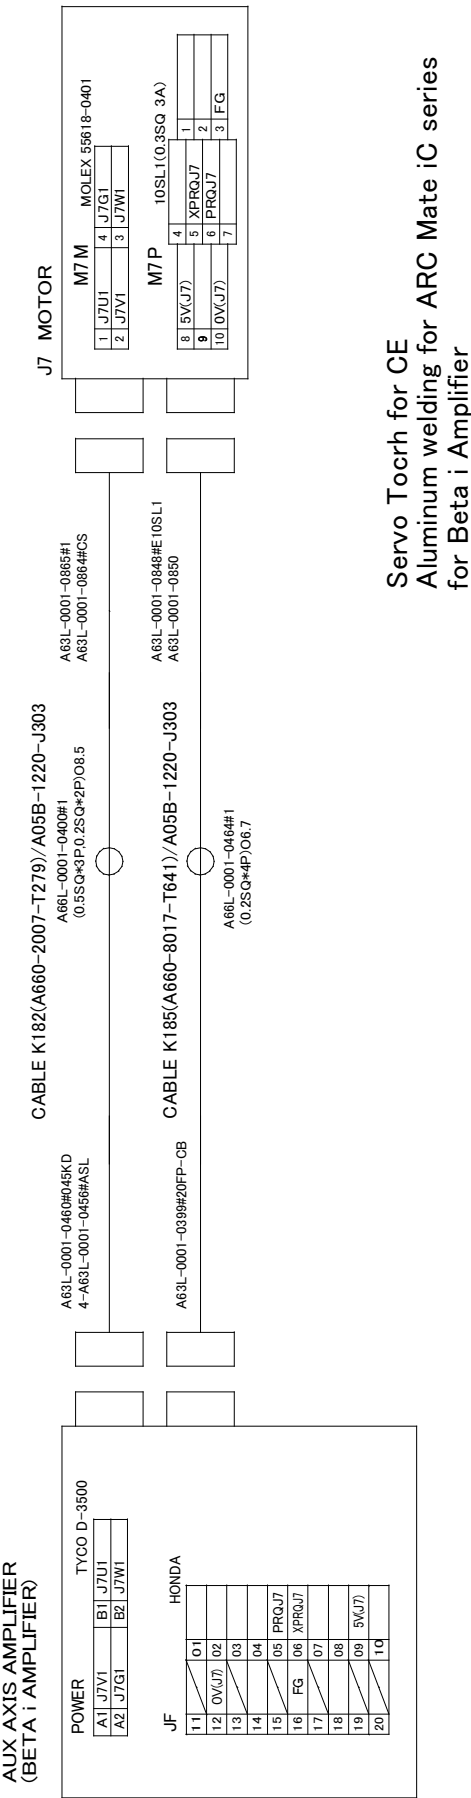 AUX AXIS AMPLIFIER
(BETA i AMPLIFIER)
POWER
TYCO D-3500
A1 J7V1 B1 J7U1
A2 J7G1 B2 J7W1
JF
HONDA
11 01
12 0V(J7) 02
13 03
14 04
15 05 PRQJ7
16 FG 06 XPRQJ7
17 07
18 08
19 09 5V(J7)
20 10
CABLE K182(A660-2007-T279)/A05B-1220-J303
A63L-0001-0460#045KD
4-A63L-0001-0456#ASL
A66L-0001-0400#1
(0.5SQ*3P,0.2SQ*2P)O8.5
A63L-0001-0865#1
A63L-0001-0864#CS
CABLE K185(A660-8017-T641)/A05B-1220-J303
A63L-0001-0399#20FP-CB
A66L-0001-0464#1
(0.2SQ*4P)O6.7
A63L-0001-0848#E10SL1
A63L-0001-0850
J7 MOTOR
M7M
MOLEX 55618-0401
1 J7U1 4 J7G1
2 J7V1 3 J7W1
M7P
10SL1(0.3SQ 3A)
8 5V(J7) 4 1
9 5 XPRQJ7 2
10 0V(J7) 6 PRQJ7 3 FG
7
Servo Tocrh for CE
Aluminum welding for ARC Mate iC series
for Beta i Amplifier